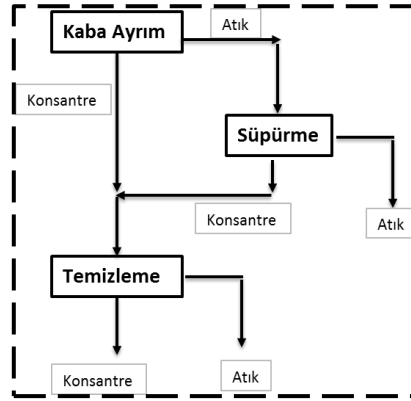 Kaba Ayrım
Atık
Konsantre
Süpürme
Konsantre
Atık
Temizleme
Konsantre
Atık